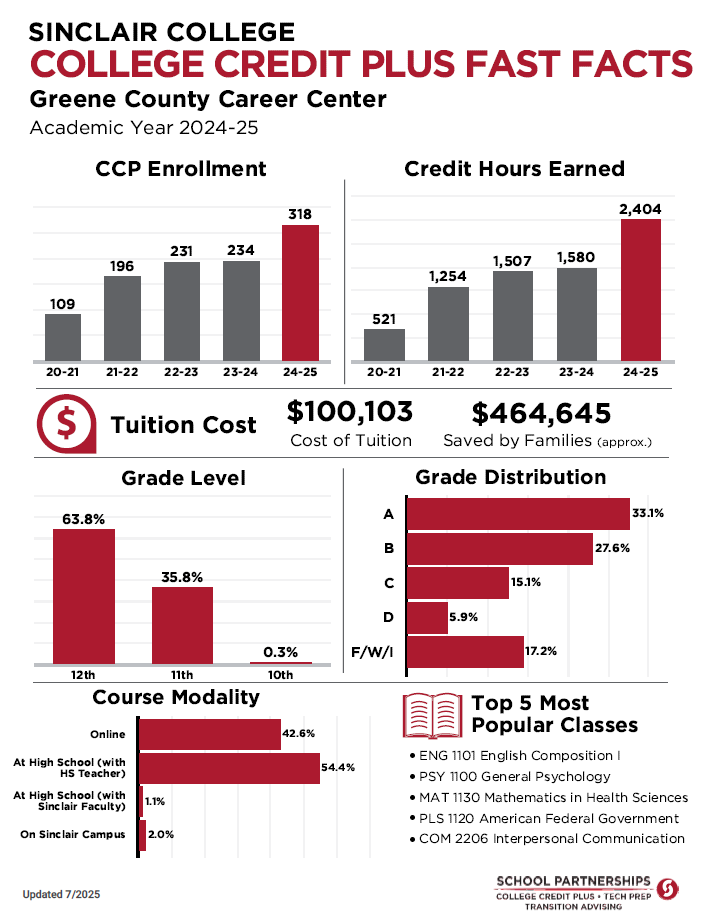 SINCLAIR COLLEGE
COLLEGE CREDIT PLUS FAST FACTS
Greene County Career Center
Academic Year 2024-25
CCP Enrollment
109
196
231
234
318
20-21
21-22
22-23
23-24
24-25
Credit Hours Earned
521
1,254
1,507
1,580
2,404
20-21
21-22
22-23
23-24
24-25
$
Tuition Cost
$100,103
Cost of Tuition
$464,645
Saved by Families (approx.)
Grade Level
63.8%
35.8%
0.3%
12th
11th
10th
Grade Distribution
A
33.1%
B
27.6%
C
15.1%
D
5.9%
F/W/I
17.2%
Course Modality
Online
42.6%
At High School (with
HS Teacher)
54.4%
At High School (with
Sinclair Faculty)
1.1%
On Sinclair Campus
2.0%
Top 5 Most
Popular Classes
• ENG 1101 English Composition I
• PSY 1100 General Psychology
• MAT 1130 Mathematics in Health Sciences
• PLS 1120 American Federal Government
• COM 2206 Interpersonal Communication
Updated 7/2025
SCHOOL PARTNERSHIPS
COLLEGE CREDIT PLUS • TECH PREP
TRANSITION ADVISING